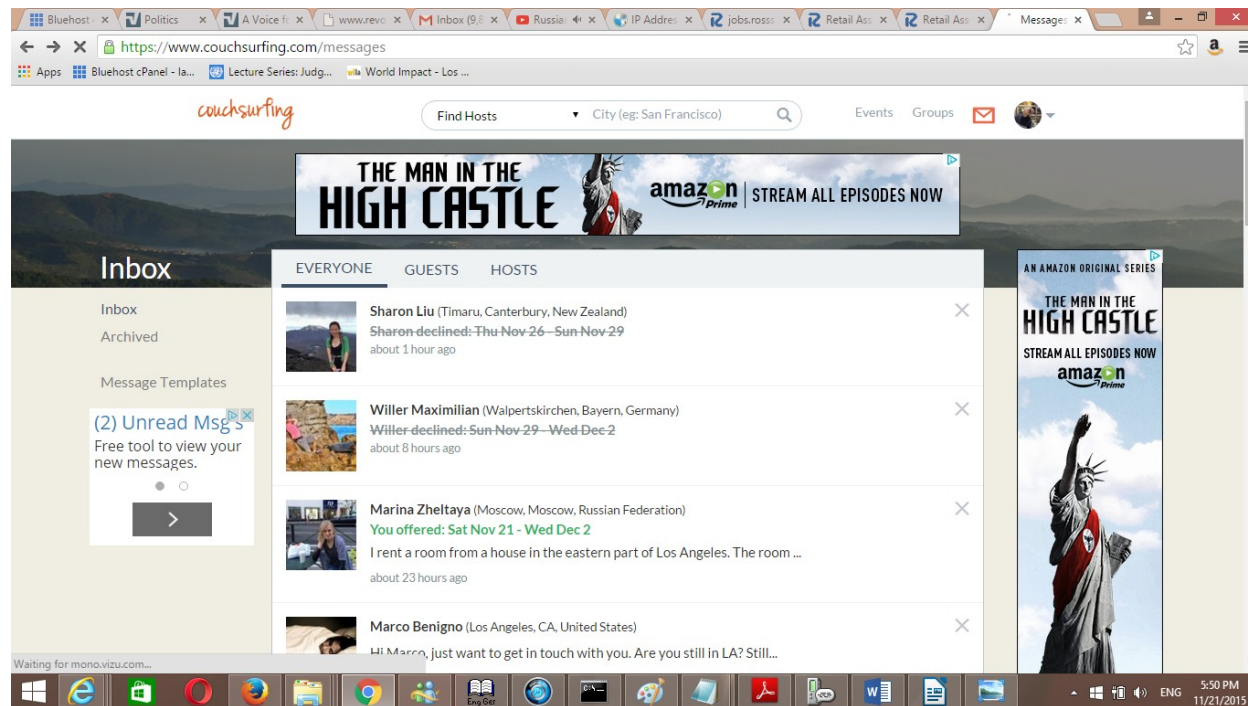 Bluehost
Politics
A Voice fo
www.revo
M Inbox (9,8
Russia
IP Addres
jobs.rosss
Retail Ass
Retail Ass
Messages
https://www.couchsurfing.com/messages
Apps
Bluehost cPanel - la...
Lecture Series: Judg...
World Impact - Los ...
couchsurfing
Find Hosts
City (eg: San Francisco)
Events
Groups
THE MAN IN THE
HIGH CASTLE
amazon
Prime
STREAM ALL EPISODES NOW
Inbox
EVERYONE
GUESTS
HOSTS
Inbox
Archived
Message Templates
(2) Unread Msg's
Free tool to view your
new messages.
Sharon Liu (Timaru, Canterbury, New Zealand)
Sharon declined: Thu Nov 26 - Sun Nov 29
about 1 hour ago
Willer Maximilian (Walpertskirchen, Bayern, Germany)
Willer declined: Sun Nov 29 - Wed Dec 2
about 8 hours ago
Marina Zheltaya (Moscow, Moscow, Russian Federation)
You offered: Sat Nov 21 - Wed Dec 2
I rent a room from a house in the eastern part of Los Angeles. The room ...
about 23 hours ago
Marco Benigno (Los Angeles, CA, United States)
Hi Marco, just want to get in touch with you. Are you still in LA? Still...
AN AMAZON ORIGINAL SERIES
THE MAN IN THE
HIGH CASTLE
STREAM ALL EPISODES NOW
amazon
Prime
Waiting for mono.vizu.com...
Eng Ger
C:\_
ENG
5:50 PM
11/21/2015